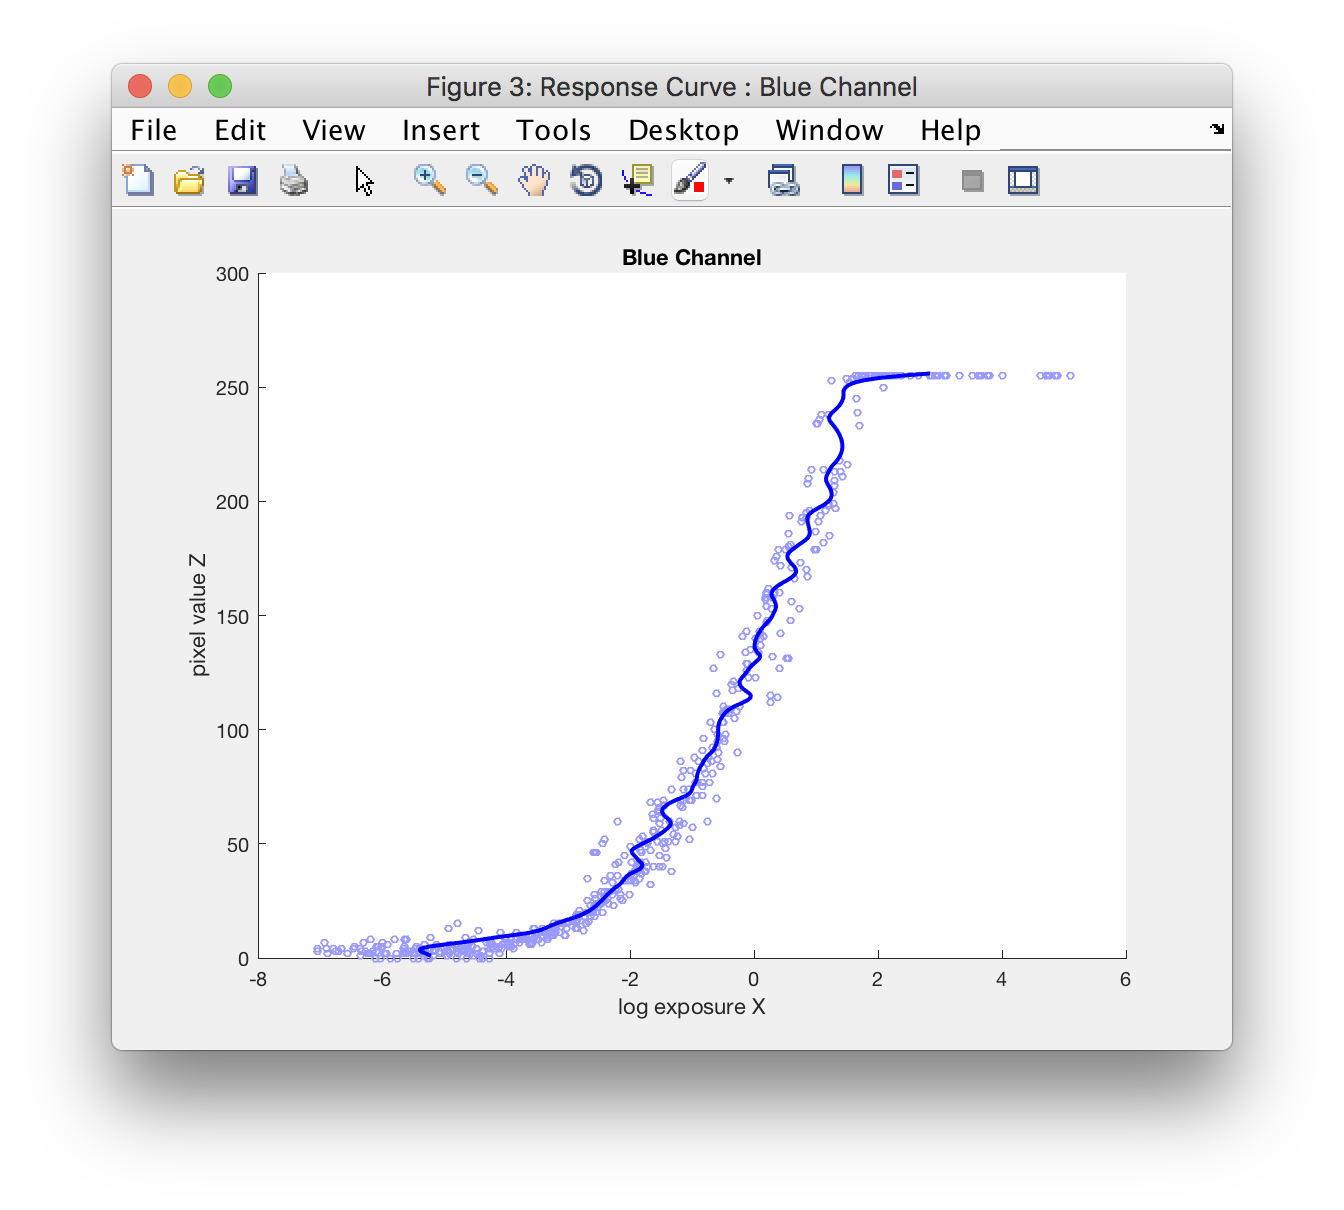 Figure 3: Response Curve : Blue Channel
File Edit View Insert Tools Desktop Window Help
Blue Channel
300
250
200
150
100
50
0
pixel value Z
-8 -6 -4 -2 0 2 4 6
log exposure X